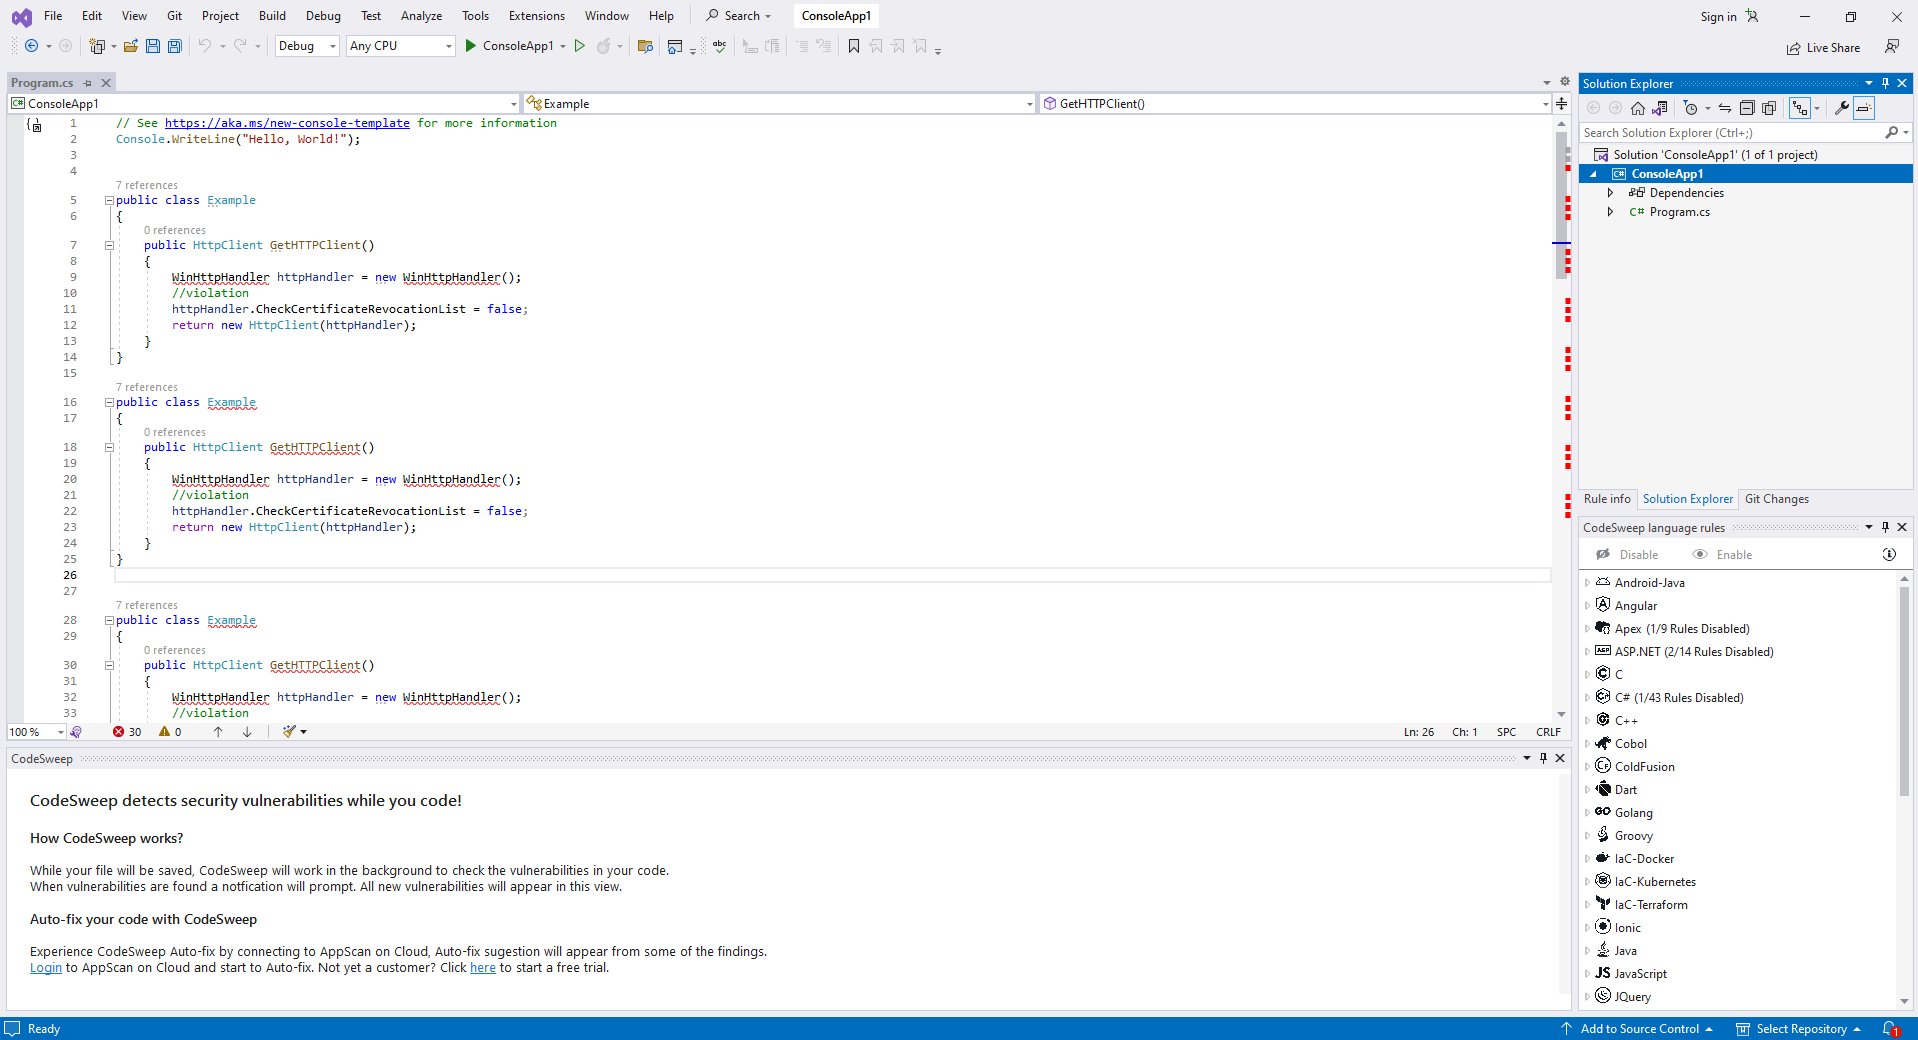 File Edit View Git Project Build Debug Test Analyze Tools Extensions Window Help Search ConsoleApp1 Sign in
Debug Any CPU ConsoleApp1 abc Live Share
Program.cs
C# ConsoleApp1 Example GetHTTPClient()
1 // See https://aka.ms/new-console-template for more information
2 Console.WriteLine("Hello, World!");
3
4
7 references
5 public class Example
6 {
0 references
7 public HttpClient GetHTTPClient()
8 {
9 WinHttpHandler httpHandler = new WinHttpHandler();
10 //violation
11 httpHandler.CheckCertificateRevocationList = false;
12 return new HttpClient(httpHandler);
13 }
14 }
15
7 references
16 public class Example
17 {
0 references
18 public HttpClient GetHTTPClient()
19 {
20 WinHttpHandler httpHandler = new WinHttpHandler();
21 //violation
22 httpHandler.CheckCertificateRevocationList = false;
23 return new HttpClient(httpHandler);
24 }
25 }
26
27
7 references
28 public class Example
29 {
0 references
30 public HttpClient GetHTTPClient()
31 {
32 WinHttpHandler httpHandler = new WinHttpHandler();
33 //violation
100 % 30 0 Ln: 26 Ch: 1 SPC CRLF
CodeSweep
CodeSweep detects security vulnerabilities while you code!
How CodeSweep works?
While your file will be saved, CodeSweep will work in the background to check the vulnerabilities in your code.
When vulnerabilities are found a notfication will prompt. All new vulnerabilities will appear in this view.
Auto-fix your code with CodeSweep
Experience CodeSweep Auto-fix by connecting to AppScan on Cloud, Auto-fix sugestion will appear from some of the findings.
Login to AppScan on Cloud and start to Auto-fix. Not yet a customer? Click here to start a free trial.
Solution Explorer
Search Solution Explorer (Ctrl+;)
Solution 'ConsoleApp1' (1 of 1 project)
C# ConsoleApp1
Dependencies
C# Program.cs
Rule info Solution Explorer Git Changes
CodeSweep language rules
Disable Enable
Android-Java
Angular
Apex (1/9 Rules Disabled)
ASP ASP.NET (2/14 Rules Disabled)
C
C# (1/43 Rules Disabled)
C++
Cobol
ColdFusion
Dart
GO Golang
Groovy
IaC-Docker
IaC-Kubernetes
IaC-Terraform
Ionic
Java
JS JavaScript
JQuery
Ready Add to Source Control Select Repository 1